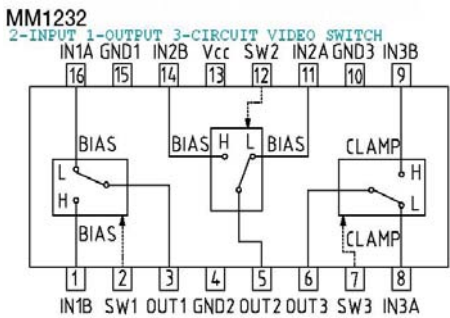 MM1232
2-INPUT 1-OUTPUT 3-CIRCUIT VIDEO SWITCH
IN1A GND1 IN2B Vcc SW2 IN2A GND3 IN3B
16 15 14 13 12 11 10 9
BIAS BIAS H L BIAS CLAMP
L H
H L
BIAS CLAMP
1 2 3 4 5 6 7 8
IN1B SW1 OUT1 GND2 OUT2 OUT3 SW3 IN3A